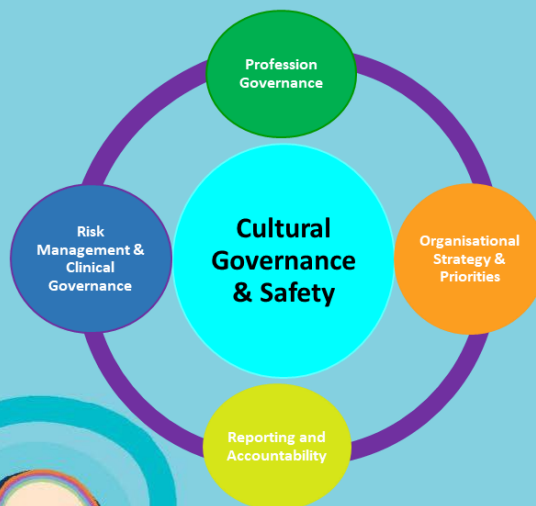 Profession
Governance
Cultural
Governance
& Safety
Risk
Management &
Clinical
Governance
Organisational
Strategy &
Priorities
Reporting and
Accountability